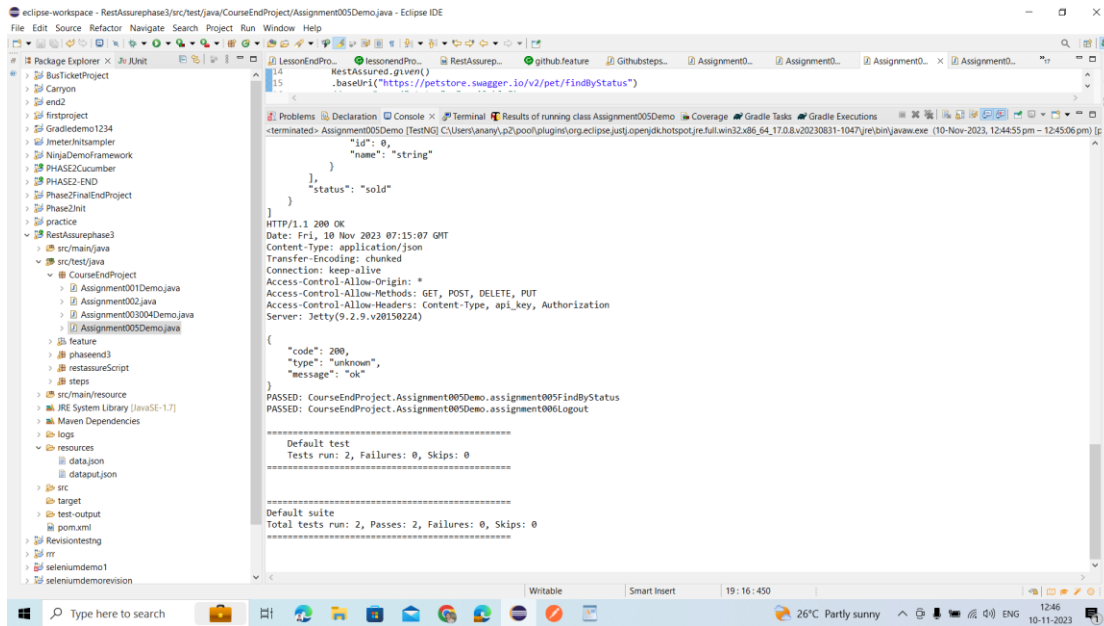 eclipse-workspace - RestAssurephase3/src/test/java/CourseEndProject/Assignment005Demo.java - Eclipse IDE
File Edit Source Refactor Navigate Search Project Run Window Help
Package Explorer × JUnit
LessonEndPro... lessonendPro... RestAssurep... github.feature Githubsteps... Assignment0... Assignment0... Assignment0... × Assignment0... "17
BusTicketProject
Carryon
end2
firstproject
Gradledemo1234
JmeterJnitsampler
NinjaDemoFramework
PHASE2Cucumber
PHASE2-END
Phase2FinalEndProject
Phase2Jnit
practice
RestAssurephase3
src/main/java
src/test/java
CourseEndProject
Assignment001Demo.java
Assignment002.java
Assignment003004Demo.java
Assignment005Demo.java
feature
phaseend3
restassureScript
steps
src/main/resource
JRE System Library [JavaSE-1.7]
Maven Dependencies
logs
resources
data.json
dataput.json
src
target
test-output
pom.xml
Revisiontestng
rrr
seleniumdemo1
seleniumdemorevision
14 RestAssured.given()
15 .baseUri("https://petstore.swagger.io/v2/pet/findByStatus")
Problems Declaration Console × Terminal Results of running class Assignment005Demo Coverage Gradle Tasks Gradle Executions
<terminated> Assignment005Demo [TestNG] C:\Users\anany\.p2\pool\plugins\org.eclipse.justj.openjdk.hotspot.jre.full.win32.x86_64_17.0.8.v20230831-1047\jre\bin\javaw.exe (10-Nov-2023, 12:44:55 pm – 12:45:06 pm) [p
"id": 0,
"name": "string"
}
],
"status": "sold"
}
]
HTTP/1.1 200 OK
Date: Fri, 10 Nov 2023 07:15:07 GMT
Content-Type: application/json
Transfer-Encoding: chunked
Connection: keep-alive
Access-Control-Allow-Origin: *
Access-Control-Allow-Methods: GET, POST, DELETE, PUT
Access-Control-Allow-Headers: Content-Type, api_key, Authorization
Server: Jetty(9.2.9.v20150224)
{
"code": 200,
"type": "unknown",
"message": "ok"
}
PASSED: CourseEndProject.Assignment005Demo.assignment005FindByStatus
PASSED: CourseEndProject.Assignment005Demo.assignment006Logout
===============================================
Default test
Tests run: 2, Failures: 0, Skips: 0
===============================================
===============================================
Default suite
Total tests run: 2, Passes: 2, Failures: 0, Skips: 0
===============================================
Writable Smart Insert 19 : 16 : 450
Type here to search
26°C Partly sunny ENG
12:46
10-11-2023